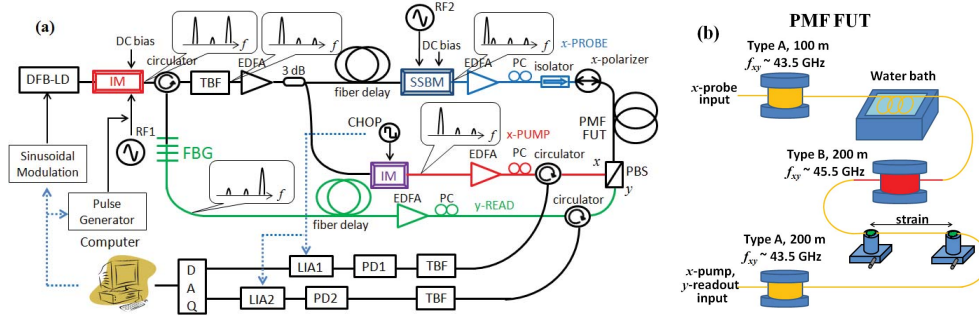 (a)
RF2
DC bias
DC bias
x-PROBE
f
f
f
circulator
EDFA
EDFA
PC
isolator
x-polarizer
DFB-LD
IM
TBF
3 dB
SSBM
fiber delay
RF1
CHOP
x-PUMP
f
PMF
FUT
Sinusoidal
Modulation
FBG
f
EDFA
PC
circulator
x
PBS
IM
y
Pulse
Generator
y-READ
circulator
EDFA
PC
fiber delay
Computer
D
A
Q
LIA1
PD1
TBF
LIA2
PD2
TBF
(b)
PMF FUT
Type A, 100 m
fxy ~ 43.5 GHz
Water bath
x-probe
input
Type B, 200 m
fxy ~ 45.5 GHz
strain
Type A, 200 m
fxy ~ 43.5 GHz
x-pump,
y-readout
input